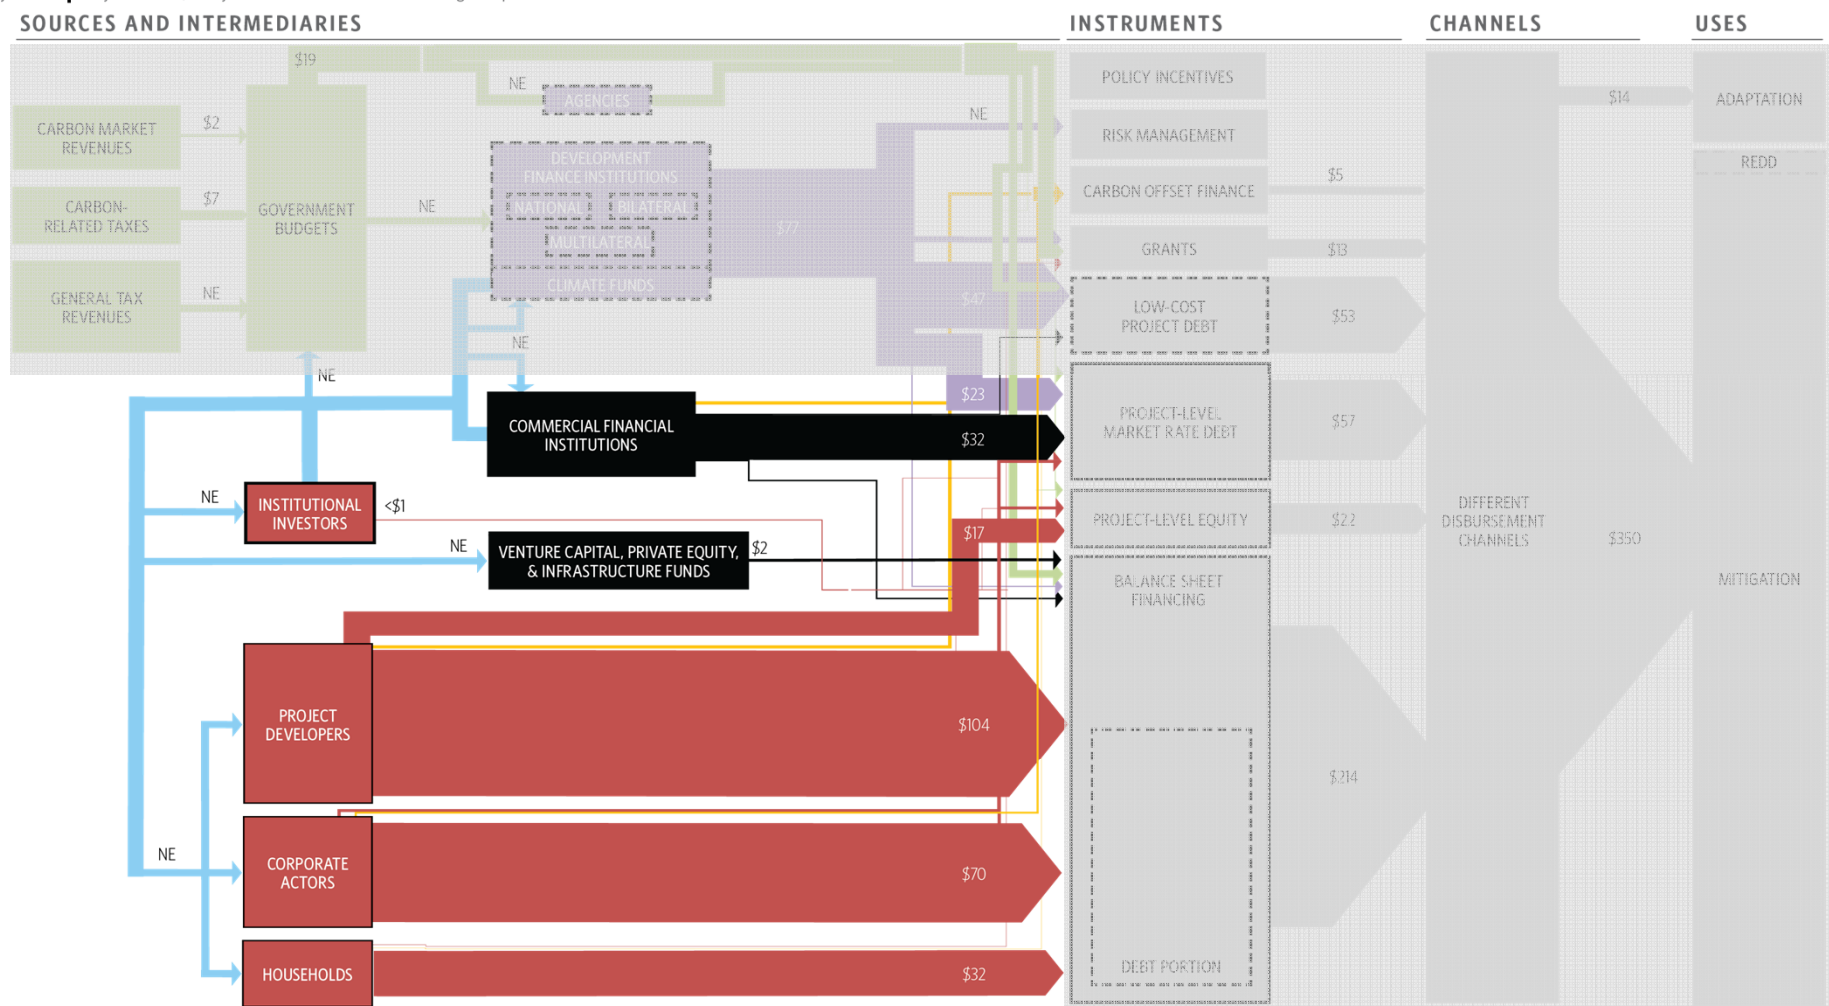 SOURCES AND INTERMEDIARIES
INSTRUMENTS
CHANNELS
USES
$19
NE
AGENCIES
CARBON MARKET
REVENUES
$2
CARBON-
RELATED TAXES
$7
GENERAL TAX
REVENUES
NE
GOVERNMENT
BUDGETS
NE
DEVELOPMENT
FINANCE INSTITUTIONS
NATIONAL
BILATERAL
MULTILATERAL
CLIMATE FUNDS
$77
NE
$47
NE
NE
COMMERCIAL FINANCIAL
INSTITUTIONS
$23
$32
NE
INSTITUTIONAL
INVESTORS
<$1
NE
VENTURE CAPITAL, PRIVATE EQUITY,
& INFRASTRUCTURE FUNDS
$2
$17
PROJECT
DEVELOPERS
$104
NE
CORPORATE
ACTORS
$70
HOUSEHOLDS
$32
POLICY INCENTIVES
RISK MANAGEMENT
CARBON OFFSET FINANCE
$5
GRANTS
$13
LOW-COST
PROJECT DEBT
$53
PROJECT-LEVEL
MARKET RATE DEBT
$57
PROJECT-LEVEL EQUITY
$22
BALANCE SHEET
FINANCING
$214
DEBT PORTION
DIFFERENT
DISBURSEMENT
CHANNELS
$14
$350
ADAPTATION
REDD
MITIGATION